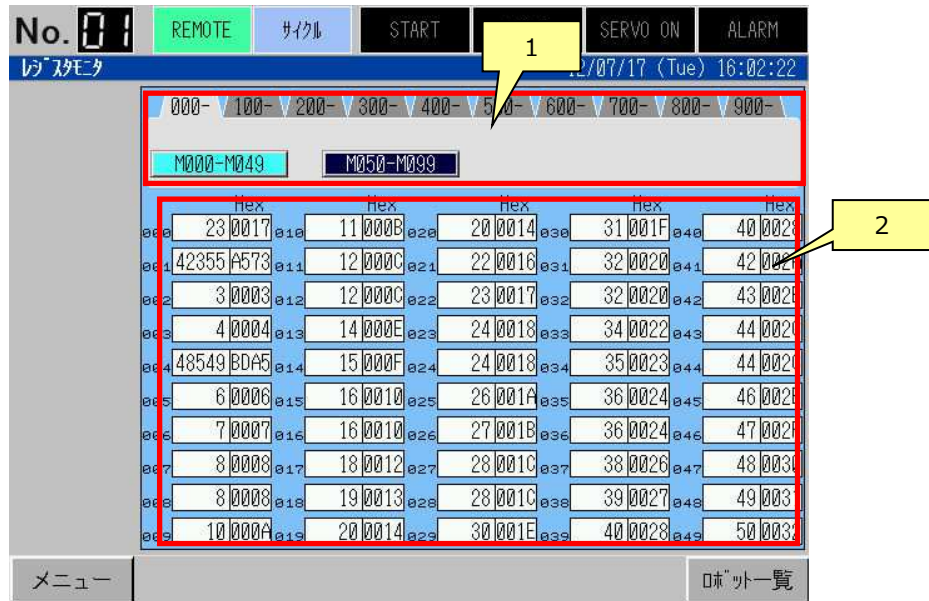 No. 01 REMOTE ｻｲｸﾙ START SERVO ON ALARM
ﾚｼﾞｽﾀﾓﾆﾀ 12/07/17 (Tue) 16:02:22
1
000- 100- 200- 300- 400- 500- 600- 700- 800- 900-
M000-M049 M050-M099
2
Hex Hex Hex Hex Hex
000 23 0017 010 11 000B 020 20 0014 030 31 001F 040 40 0028
001 42355 A573 011 12 000C 021 22 0016 031 32 0020 041 42 002A
002 3 0003 012 12 000C 022 23 0017 032 32 0020 042 43 002B
003 4 0004 013 14 000E 023 24 0018 033 34 0022 043 44 002C
004 48549 BDA5 014 15 000F 024 24 0018 034 35 0023 044 44 002C
005 6 0006 015 16 0010 025 26 001A 035 36 0024 045 46 002E
006 7 0007 016 16 0010 026 27 001B 036 36 0024 046 47 002F
007 8 0008 017 18 0012 027 28 001C 037 38 0026 047 48 0030
008 8 0008 018 19 0013 028 28 001C 038 39 0027 048 49 0031
009 10 000A 019 20 0014 029 30 001E 039 40 0028 049 50 0032
メニュー ﾛﾎﾞｯﾄ一覧